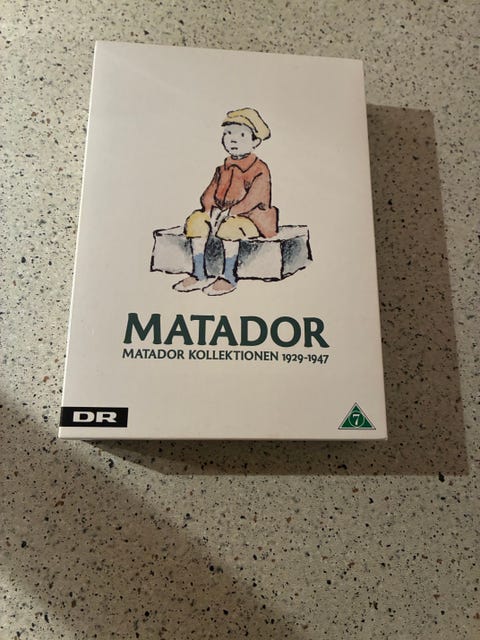 MATADOR
MATADOR KOLLEKTIONEN 1929-1947
DR
7